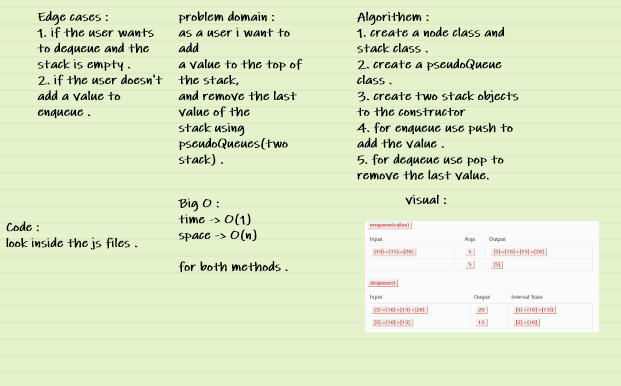 Edge cases :
1. if the user wants
to dequeue and the
stack is empty .
2. if the user doesn't
add a value to
enqueue .
problem domain :
as a user i want to
add
a value to the top of
the stack,
and remove the last
value of the
stack using
pseudoQueues(two
stack) .
Algorithem :
1. create a node class and
stack class .
2. create a pseudoQueue
class .
3. create two stack objects
to the constructor
4. for enqueue use push to
add the value .
5. for dequeue use pop to
remove the last value.
Code :
look inside the js files .
Big O :
time -> O(1)
space -> O(n)
for both methods .
visual :
enqueue(value)
Input Args Output
[10]->[15]->[20] 5 [5]->[10]->[15]->[20]
5 [5]
dequeue()
Input Output Internal State
[5]->[10]->[15]->[20] 20 [5]->[10]->[15])
[5]->[10]->[15] 15 [5]->[10]